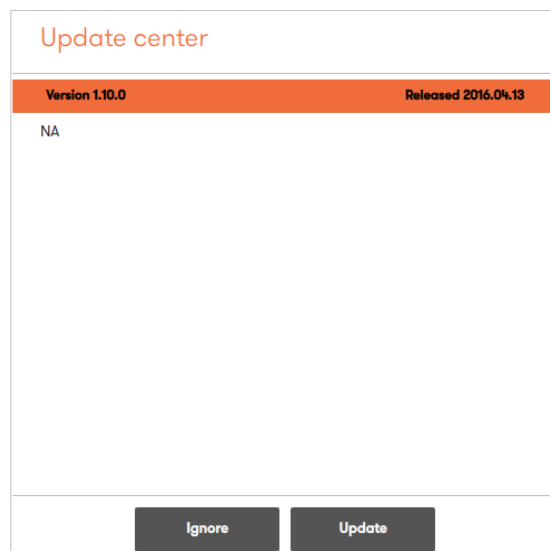 Update center
Version 1.10.0 Released 2016.04.13
NA
Ignore Update